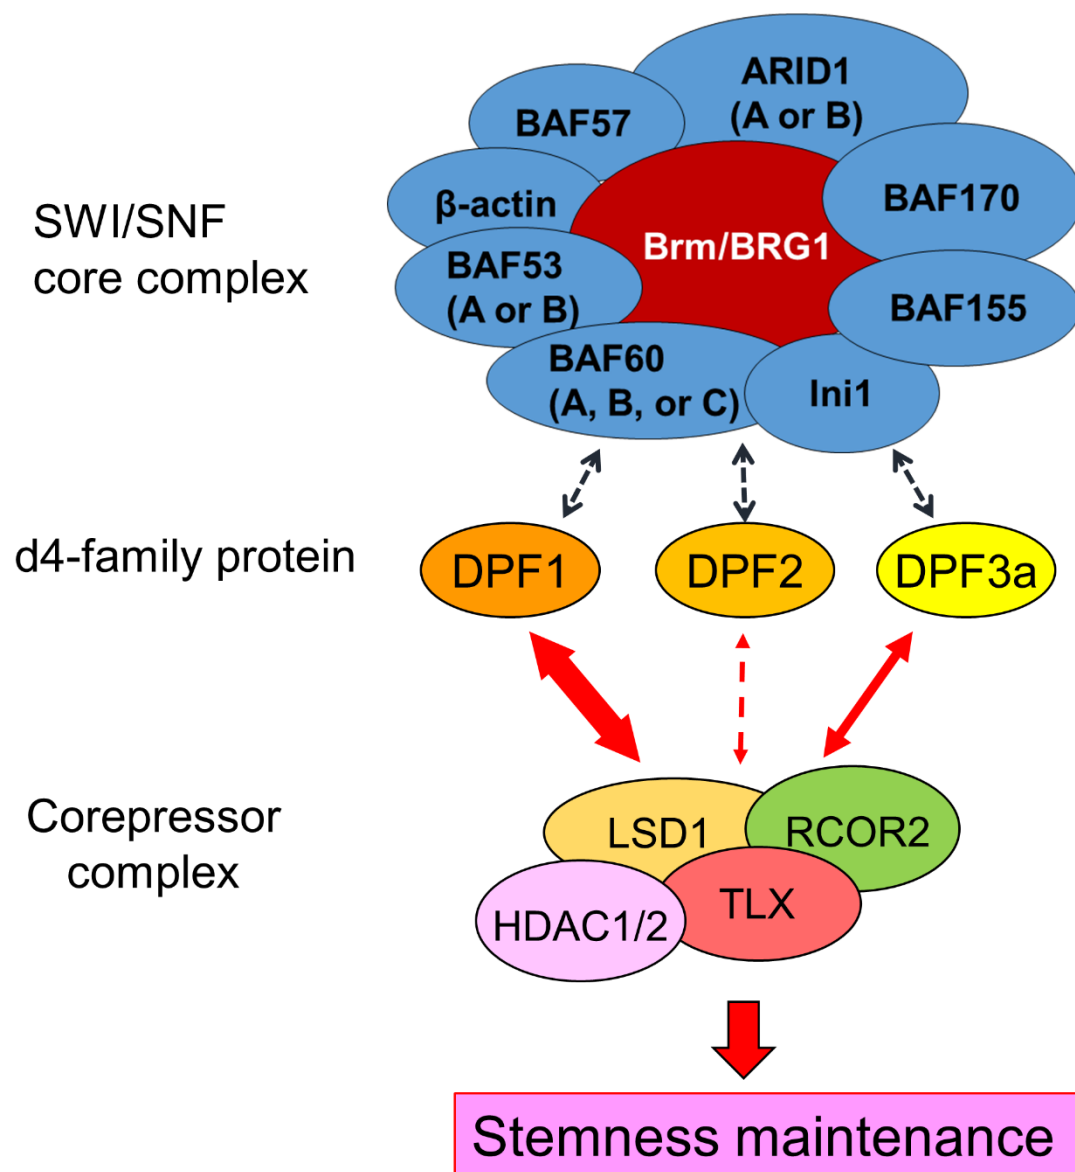 ARID1
(A or B)
BAF57
β-actin
BAF170
SWI/SNF
core complex
Brm/BRG1
BAF53
(A or B)
BAF155
BAF60
(A, B, or C)
Ini1
d4-family protein
DPF1
DPF2
DPF3a
Corepressor
complex
LSD1
RCOR2
HDAC1/2
TLX
Stemness maintenance